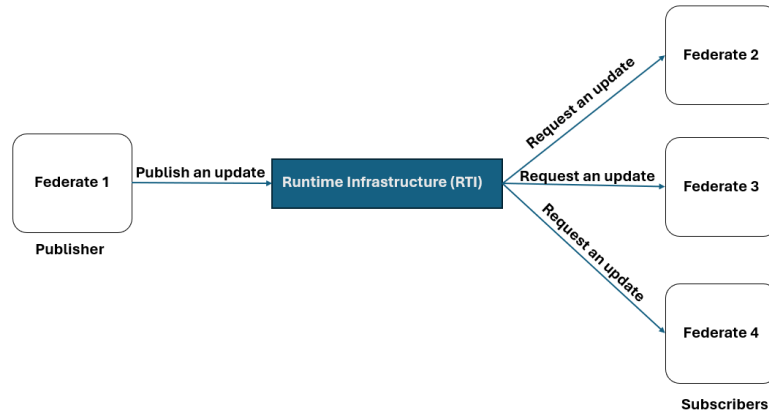 Federate 1
Publisher
Publish an update
Runtime Infrastructure (RTI)
Request an update
Federate 2
Request an update
Federate 3
Request an update
Federate 4
Subscribers